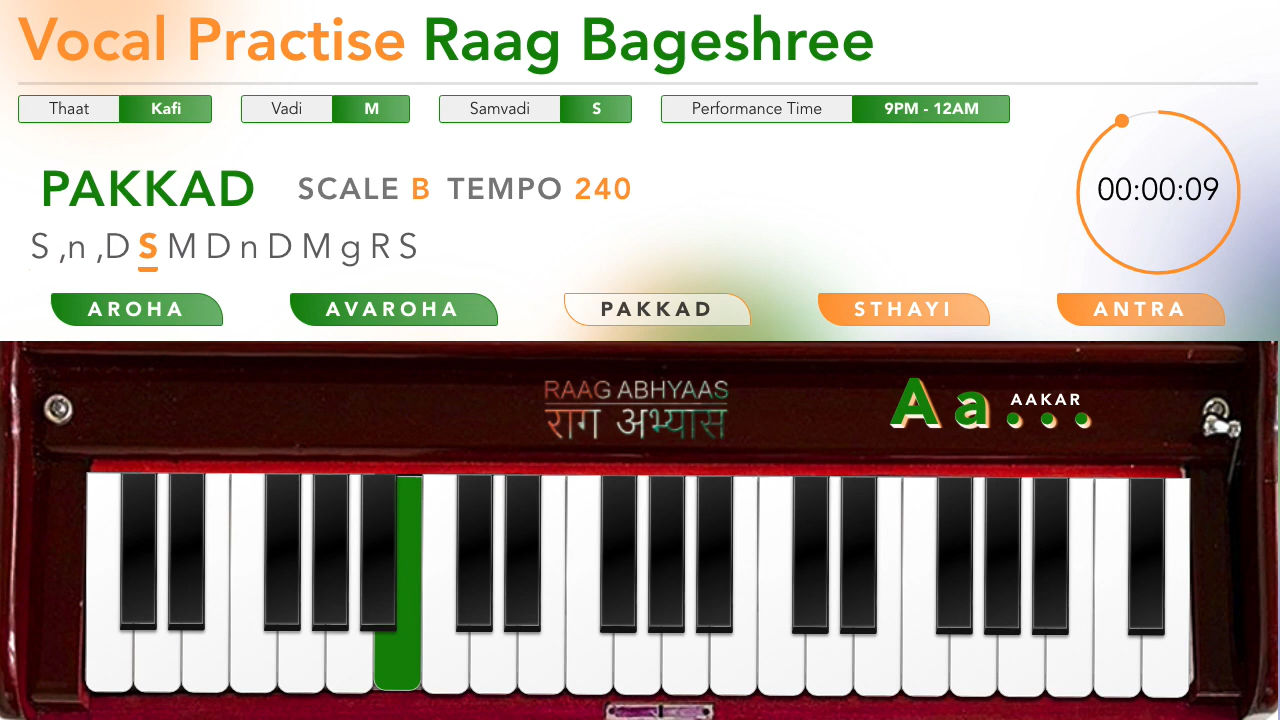 Vocal Practise Raag Bageshree
Thaat Kafi Vadi M Samvadi S Performance Time 9PM - 12AM
PAKKAD SCALE B TEMPO 240
00:00:09
S ,n ,D S M D n D M g R S
AROHA AVAROHA PAKKAD STHAYI ANTRA
RAAG ABHYAAS
राग अभ्यास
A a AAKAR